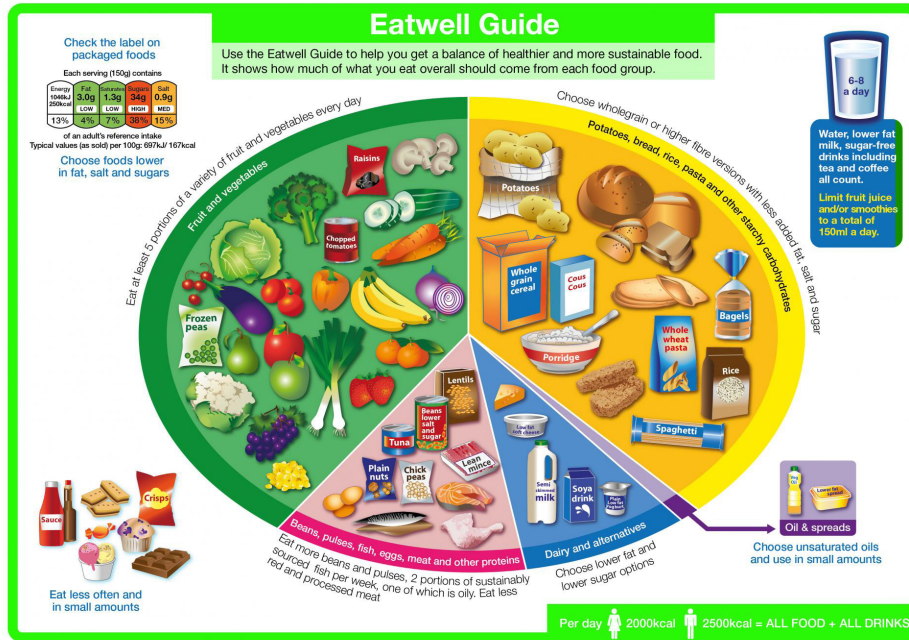 Eatwell Guide
Use the Eatwell Guide to help you get a balance of healthier and more sustainable food.
It shows how much of what you eat overall should come from each food group.
Check the label on
packaged foods
Each serving (150g) contains
Energy
1046kJ
250kcal
13%
Fat
3.0g
LOW
4%
Saturates
1.3g
LOW
7%
Sugars
34g
HIGH
38%
Salt
0.9g
MED
15%
of an adult's reference intake
Typical values (as sold) per 100g: 697kJ/ 167kcal
Choose foods lower
in fat, salt and sugars
6-8
a day
Water, lower fat
milk, sugar-free
drinks including
tea and coffee
all count.
Limit fruit juice
and/or smoothies
to a total of
150ml a day.
Eat at least 5 portions of a variety of fruit and vegetables every day
Fruit and vegetables
Raisins
Chopped
tomatoes
Frozen
peas
Choose wholegrain or higher fibre versions with less added fat, salt and sugar
Potatoes, bread, rice, pasta and other starchy carbohydrates
Potatoes
Whole
grain
cereal
Cous
Cous
Bagels
Porridge
Whole
wheat
pasta
Rice
Spaghetti
Lentils
Beans
lower
salt
and
sugar
Tuna
Plain
nuts
Chick
peas
Lean
mince
Beans, pulses, fish, eggs, meat and other proteins
Eat more beans and pulses, 2 portions of sustainably
sourced fish per week, one of which is oily. Eat less
red and processed meat
Low fat
soft cheese
Semi
skimmed
milk
Soya
drink
Plain
Low fat
Yoghurt
Dairy and alternatives
Choose lower fat and
lower sugar options
Veg
Oil
Lower fat
spread
Oil & spreads
Choose unsaturated oils
and use in small amounts
Sauce
Crisps
Eat less often and
in small amounts
Per day 2000kcal 2500kcal = ALL FOOD + ALL DRINKS